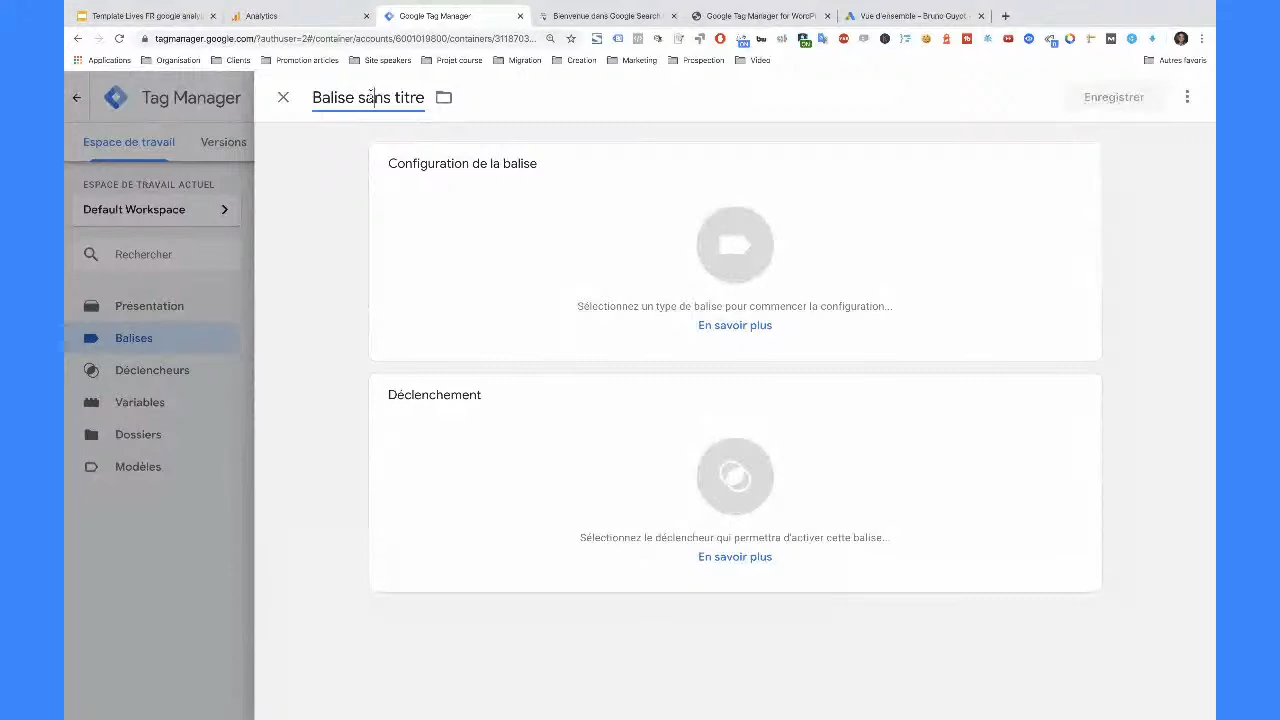 Template Lives FR google analy
Analytics
Google Tag Manager
Bienvenue dans Google Search
Google Tag Manager – WordPr
Vue d'ensemble – Bruno Guyot
tagmanager.google.com/?authuser=2#/container/accounts/6001019800/containers/3118703...
Applications
Organisation
Clients
Promotion articles
Site speakers
Projet course
Migration
Creation
Marketing
Prospection
Video
Autres favoris
Tag Manager
Balise sans titre
Enregistrer
Espace de travail
Versions
ESPACE DE TRAVAIL ACTUEL
Default Workspace
Rechercher
Présentation
Balises
Déclencheurs
Variables
Dossiers
Modèles
Configuration de la balise
Sélectionnez un type de balise pour commencer la configuration...
En savoir plus
Déclenchement
Sélectionnez le déclencheur qui permettra d'activer cette balise...
En savoir plus